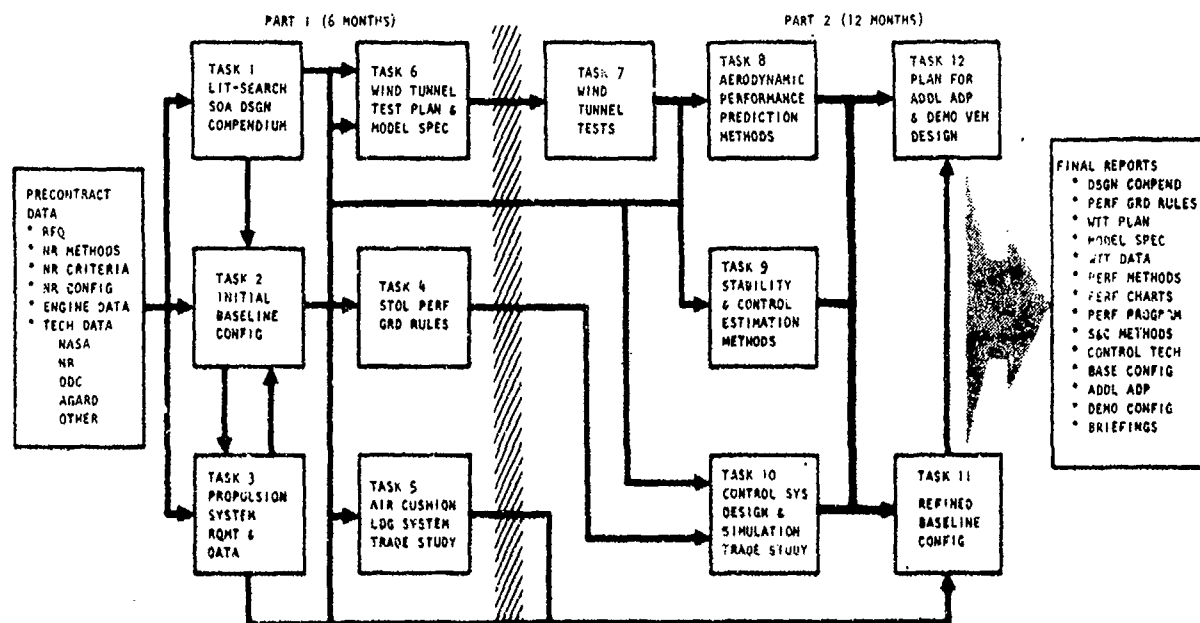 PART 1 (6 MONTHS)
PART 2 (12 MONTHS)
PRECONTRACT
DATA
* RFQ
* NR METHODS
* NR CRITERIA
* NR CONFIG
* ENGINE DATA
* TECH DATA
NASA
NR
DDC
AGARD
OTHER
TASK 1
LIT-SEARCH
SOA DSGN
COMPENDIUM
TASK 2
INITIAL
BASELINE
CONFIG
TASK 3
PROPULSION
SYSTEM
RQMT &
DATA
TASK 6
WIND TUNNEL
TEST PLAN &
MODEL SPEC
TASK 4
STOL PERF
GRD RULES
TASK 5
AIR CUSHION
LDG SYSTEM
TRADE STUDY
TASK 7
WIND
TUNNEL
TESTS
TASK 8
AERODYNAMIC
PERFORMANCE
PREDICTION
METHODS
TASK 9
STABILITY
& CONTROL
ESTIMATION
METHODS
TASK 10
CONTROL SYS
DESIGN &
SIMULATION
TRADE STUDY
TASK 12
PLAN FOR
ADDL ADP
& DEMO VEH
DESIGN
TASK 11
REFINED
BASELINE
CONFIG
FINAL REPORTS
* DSGN COMPEND
* PERF GRD RULES
* WTT PLAN
* MODEL SPEC
* WTT DATA
* PERF METHODS
* PERF CHARTS
* PERF PROGRAM
* S&C METHODS
* CONTROL TECH
* BASE CONFIG
* ADDL ADP
* DEMO CONFIG
* BRIEFINGS